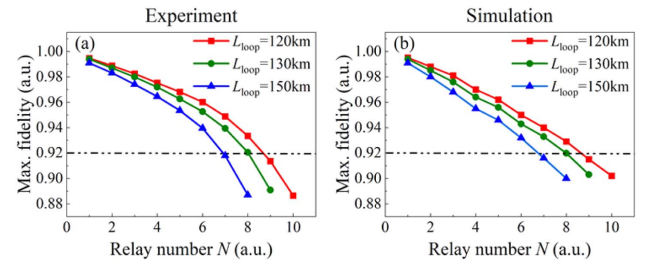 Experiment
Simulation
(a)
L_loop=120km
L_loop=130km
L_loop=150km
Max. fidelity (a.u.)
1.00
0.98
0.96
0.94
0.92
0.90
0.88
0 2 4 6 8 10
Relay number N (a.u.)
(b)
L_loop=120km
L_loop=130km
L_loop=150km
Max. fidelity (a.u.)
1.00
0.98
0.96
0.94
0.92
0.90
0.88
0 2 4 6 8 10
Relay number N (a.u.)